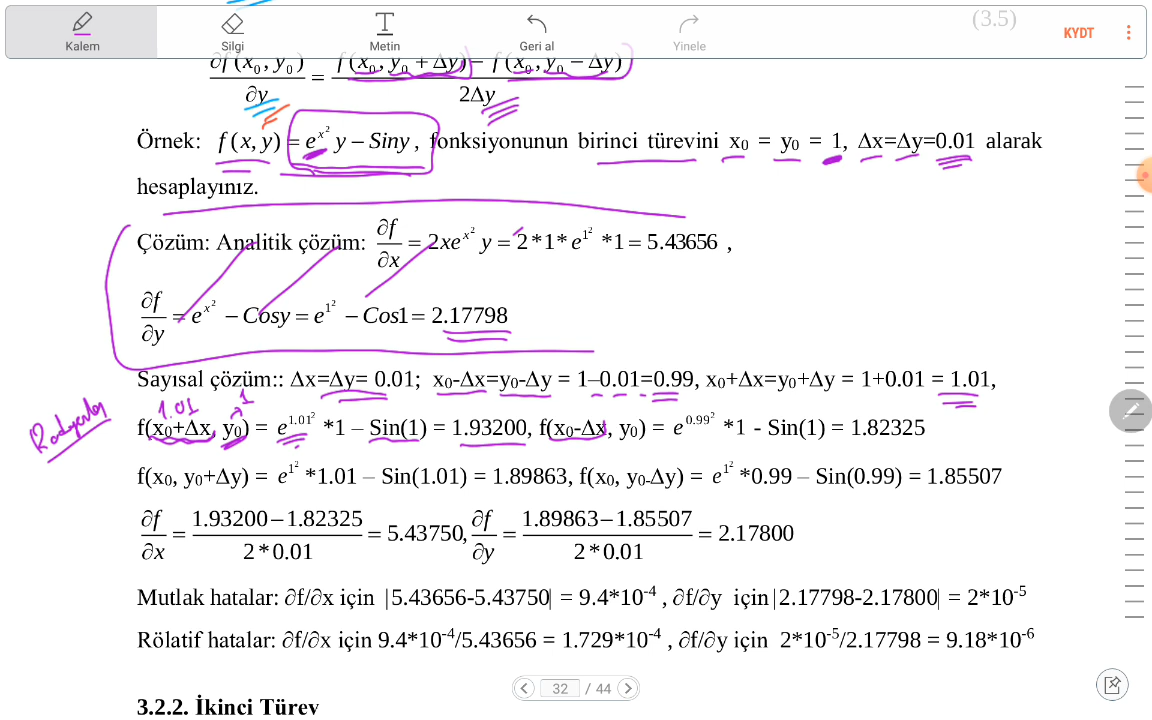 (3.5)
Kalem Silgi Metin Geri al Yinele KYDT
∂f(x₀, y₀)/∂y = (f(x₀, y₀ + Δy) − f(x₀, y₀ − Δy))/2Δy
Örnek: f(x, y) = e^(x²) y − Siny, fonksiyonunun birinci türevini x₀ = y₀ = 1, Δx=Δy=0.01 alarak
hesaplayınız.
Çözüm: Analitik çözüm: ∂f/∂x = 2xe^(x²) y = 2*1*e^(1²) *1 = 5.43656 ,
∂f/∂y = e^(x²) − Cosy = e^(1²) − Cos1 = 2.17798
Sayısal çözüm:: Δx=Δy= 0.01; x₀-Δx=y₀-Δy = 1–0.01=0.99, x₀+Δx=y₀+Δy = 1+0.01 = 1.01,
1.01 1
f(x₀+Δx, y₀) = e^(1.01²) *1 – Sin(1) = 1.93200, f(x₀-Δx, y₀) = e^(0.99²) *1 - Sin(1) = 1.82325
f(x₀, y₀+Δy) = e^(1²) *1.01 – Sin(1.01) = 1.89863, f(x₀, y₀-Δy) = e^(1²) *0.99 – Sin(0.99) = 1.85507
∂f/∂x = (1.93200−1.82325)/(2*0.01) = 5.43750, ∂f/∂y = (1.89863−1.85507)/(2*0.01) = 2.17800
Mutlak hatalar: ∂f/∂x için |5.43656-5.43750| = 9.4*10⁻⁴ , ∂f/∂y için |2.17798-2.17800| = 2*10⁻⁵
Rölatif hatalar: ∂f/∂x için 9.4*10⁻⁴/5.43656 = 1.729*10⁻⁴ , ∂f/∂y için 2*10⁻⁵/2.17798 = 9.18*10⁻⁶
32 / 44
3.2.2. İkinci Türev